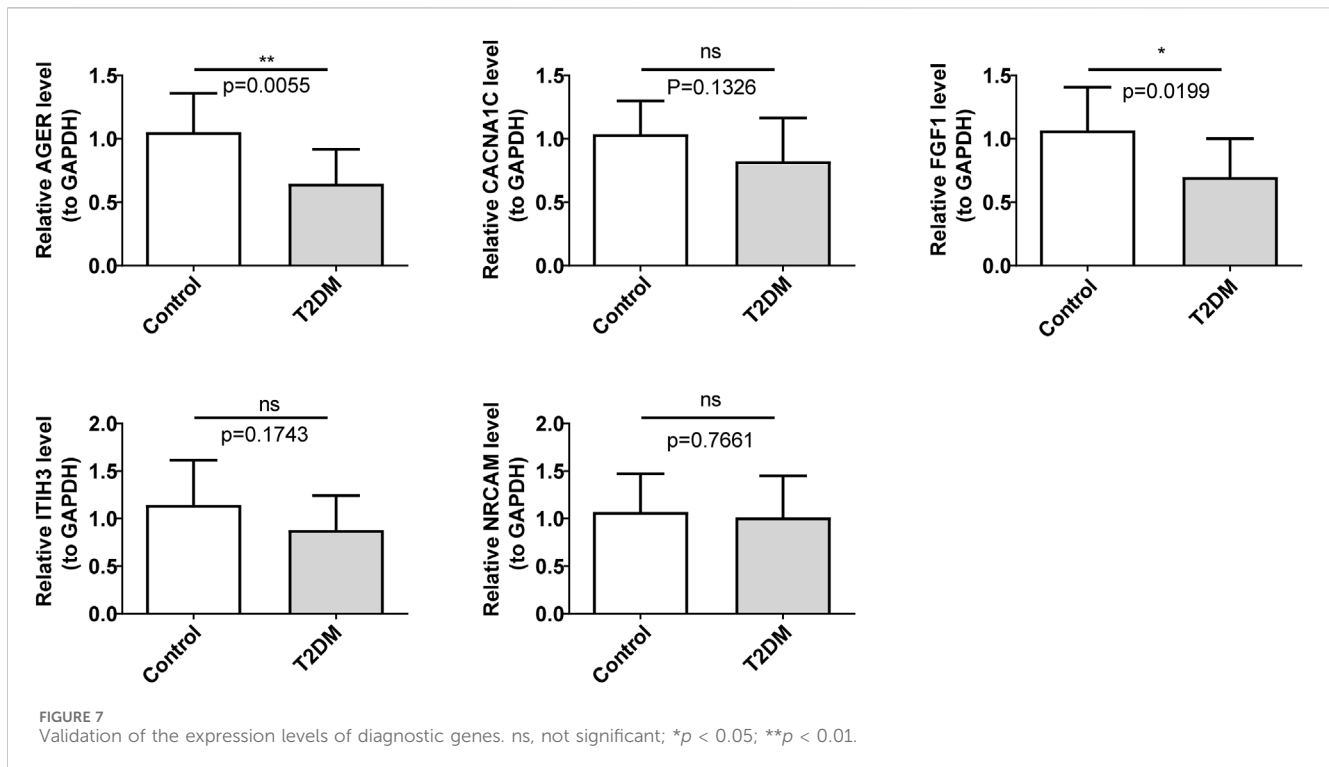 **
p=0.0055
Relative AGER level
(to GAPDH)
1.5
1.0
0.5
0.0
Control
T2DM
ns
P=0.1326
Relative CACNA1C level
(to GAPDH)
1.5
1.0
0.5
0.0
Control
T2DM
*
p=0.0199
Relative FGF1 level
(to GAPDH)
1.5
1.0
0.5
0.0
Control
T2DM
ns
p=0.1743
Relative ITIH3 level
(to GAPDH)
2.0
1.5
1.0
0.5
0.0
Control
T2DM
ns
p=0.7661
Relative NRCAM level
(to GAPDH)
2.0
1.5
1.0
0.5
0.0
Control
T2DM
FIGURE 7
Validation of the expression levels of diagnostic genes. ns, not significant; *p < 0.05; **p < 0.01.